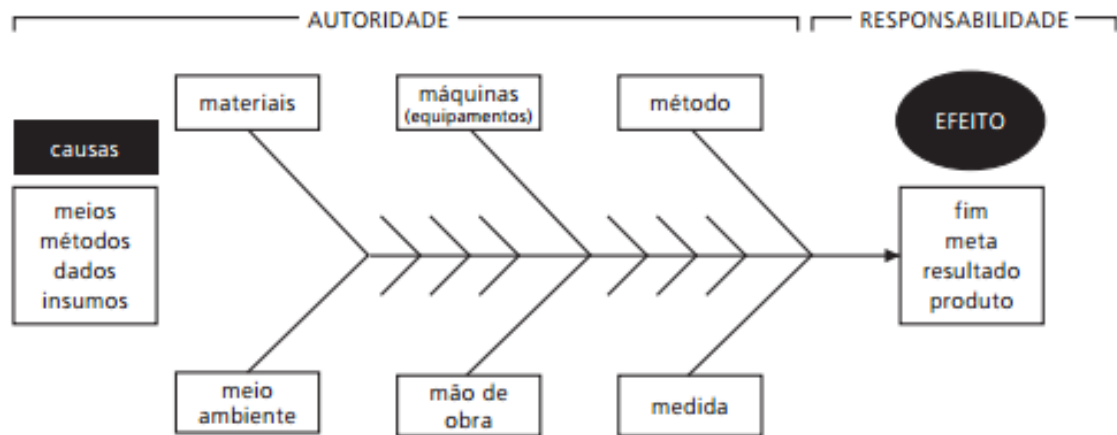 AUTORIDADE
RESPONSABILIDADE
materiais
máquinas
(equipamentos)
método
EFEITO
causas
meios
métodos
dados
insumos
fim
meta
resultado
produto
meio
ambiente
mão de
obra
medida